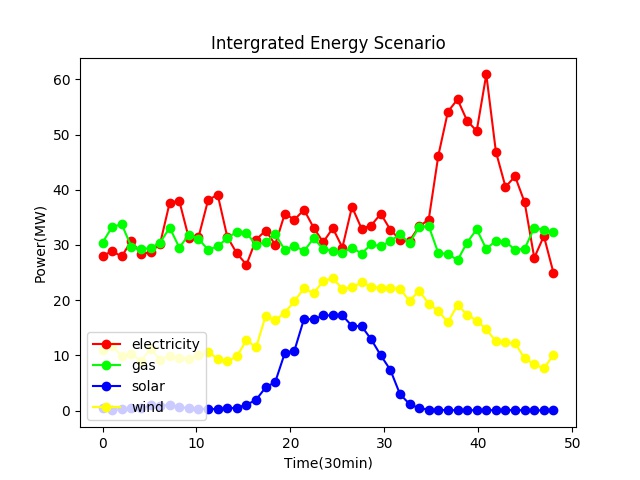 Intergrated Energy Scenario
Power(MW)
60
50
40
30
20
10
0
electricity
gas
solar
wind
0 10 20 30 40 50
Time(30min)